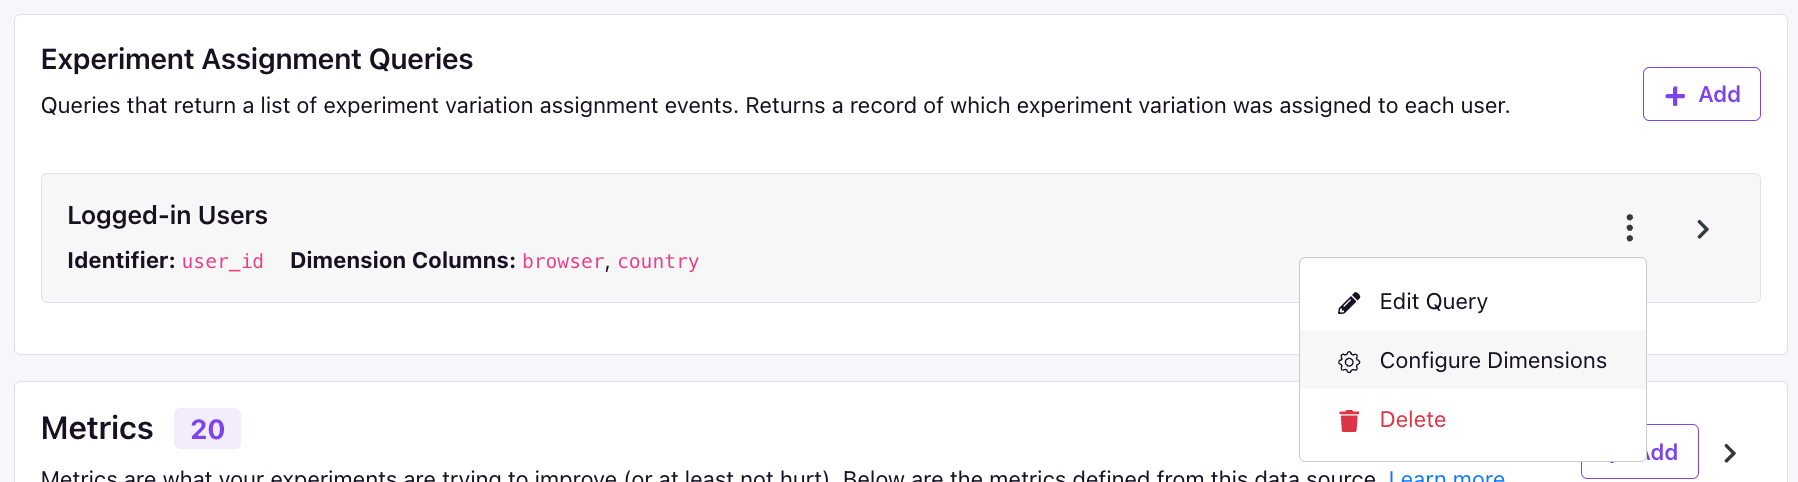 Experiment Assignment Queries
Queries that return a list of experiment variation assignment events. Returns a record of which experiment variation was assigned to each user.
+ Add
Logged-in Users
Identifier: user_id Dimension Columns: browser, country
Edit Query
Configure Dimensions
Delete
Metrics 20
Add
Metrics are what your experiments are trying to improve (or at least not hurt). Below are the metrics defined from this data source. Learn more